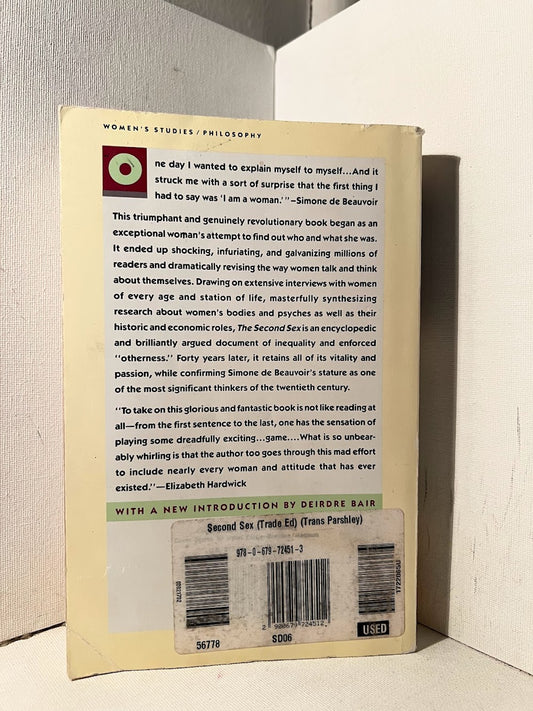 WOMEN'S STUDIES / PHILOSOPHY
One day I wanted to explain myself to myself...And it
struck me with a sort of surprise that the first thing I
had to say was 'I am a woman.'"—Simone de Beauvoir
This triumphant and genuinely revolutionary book began as an
exceptional woman's attempt to find out who and what she was.
It ended up shocking, infuriating, and galvanizing millions of
readers and dramatically revising the way women talk and think
about themselves. Drawing on extensive interviews with women
of every age and station of life, masterfully synthesizing
research about women's bodies and psyches as well as their
historic and economic roles, The Second Sex is an encyclopedic
and brilliantly argued document of inequality and enforced
"otherness." Forty years later, it retains all of its vitality and
passion, while confirming Simone de Beauvoir's stature as one
of the most significant thinkers of the twentieth century.
"To take on this glorious and fantastic book is not like reading at
all—from the first sentence to the last, one has the sensation of
playing some dreadfully exciting...game....What is so unbear-
ably whirling is that the author too goes through this mad effort
to include nearly every woman and attitude that has ever
existed."—Elizabeth Hardwick
WITH A NEW INTRODUCTION BY DEIRDRE BAIR
Second Sex (Trade Ed) (Trans Parshley)
978-0-679-72451-3
2 900679 724512
56778
SO06
USED